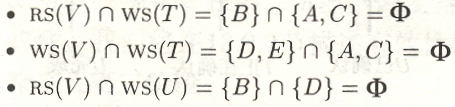 • RS(V) ∩ WS(T) = {B} ∩ {A, C} = Φ
• WS(V) ∩ WS(T) = {D, E} ∩ {A, C} = Φ
• RS(V) ∩ WS(U) = {B} ∩ {D} = Φ